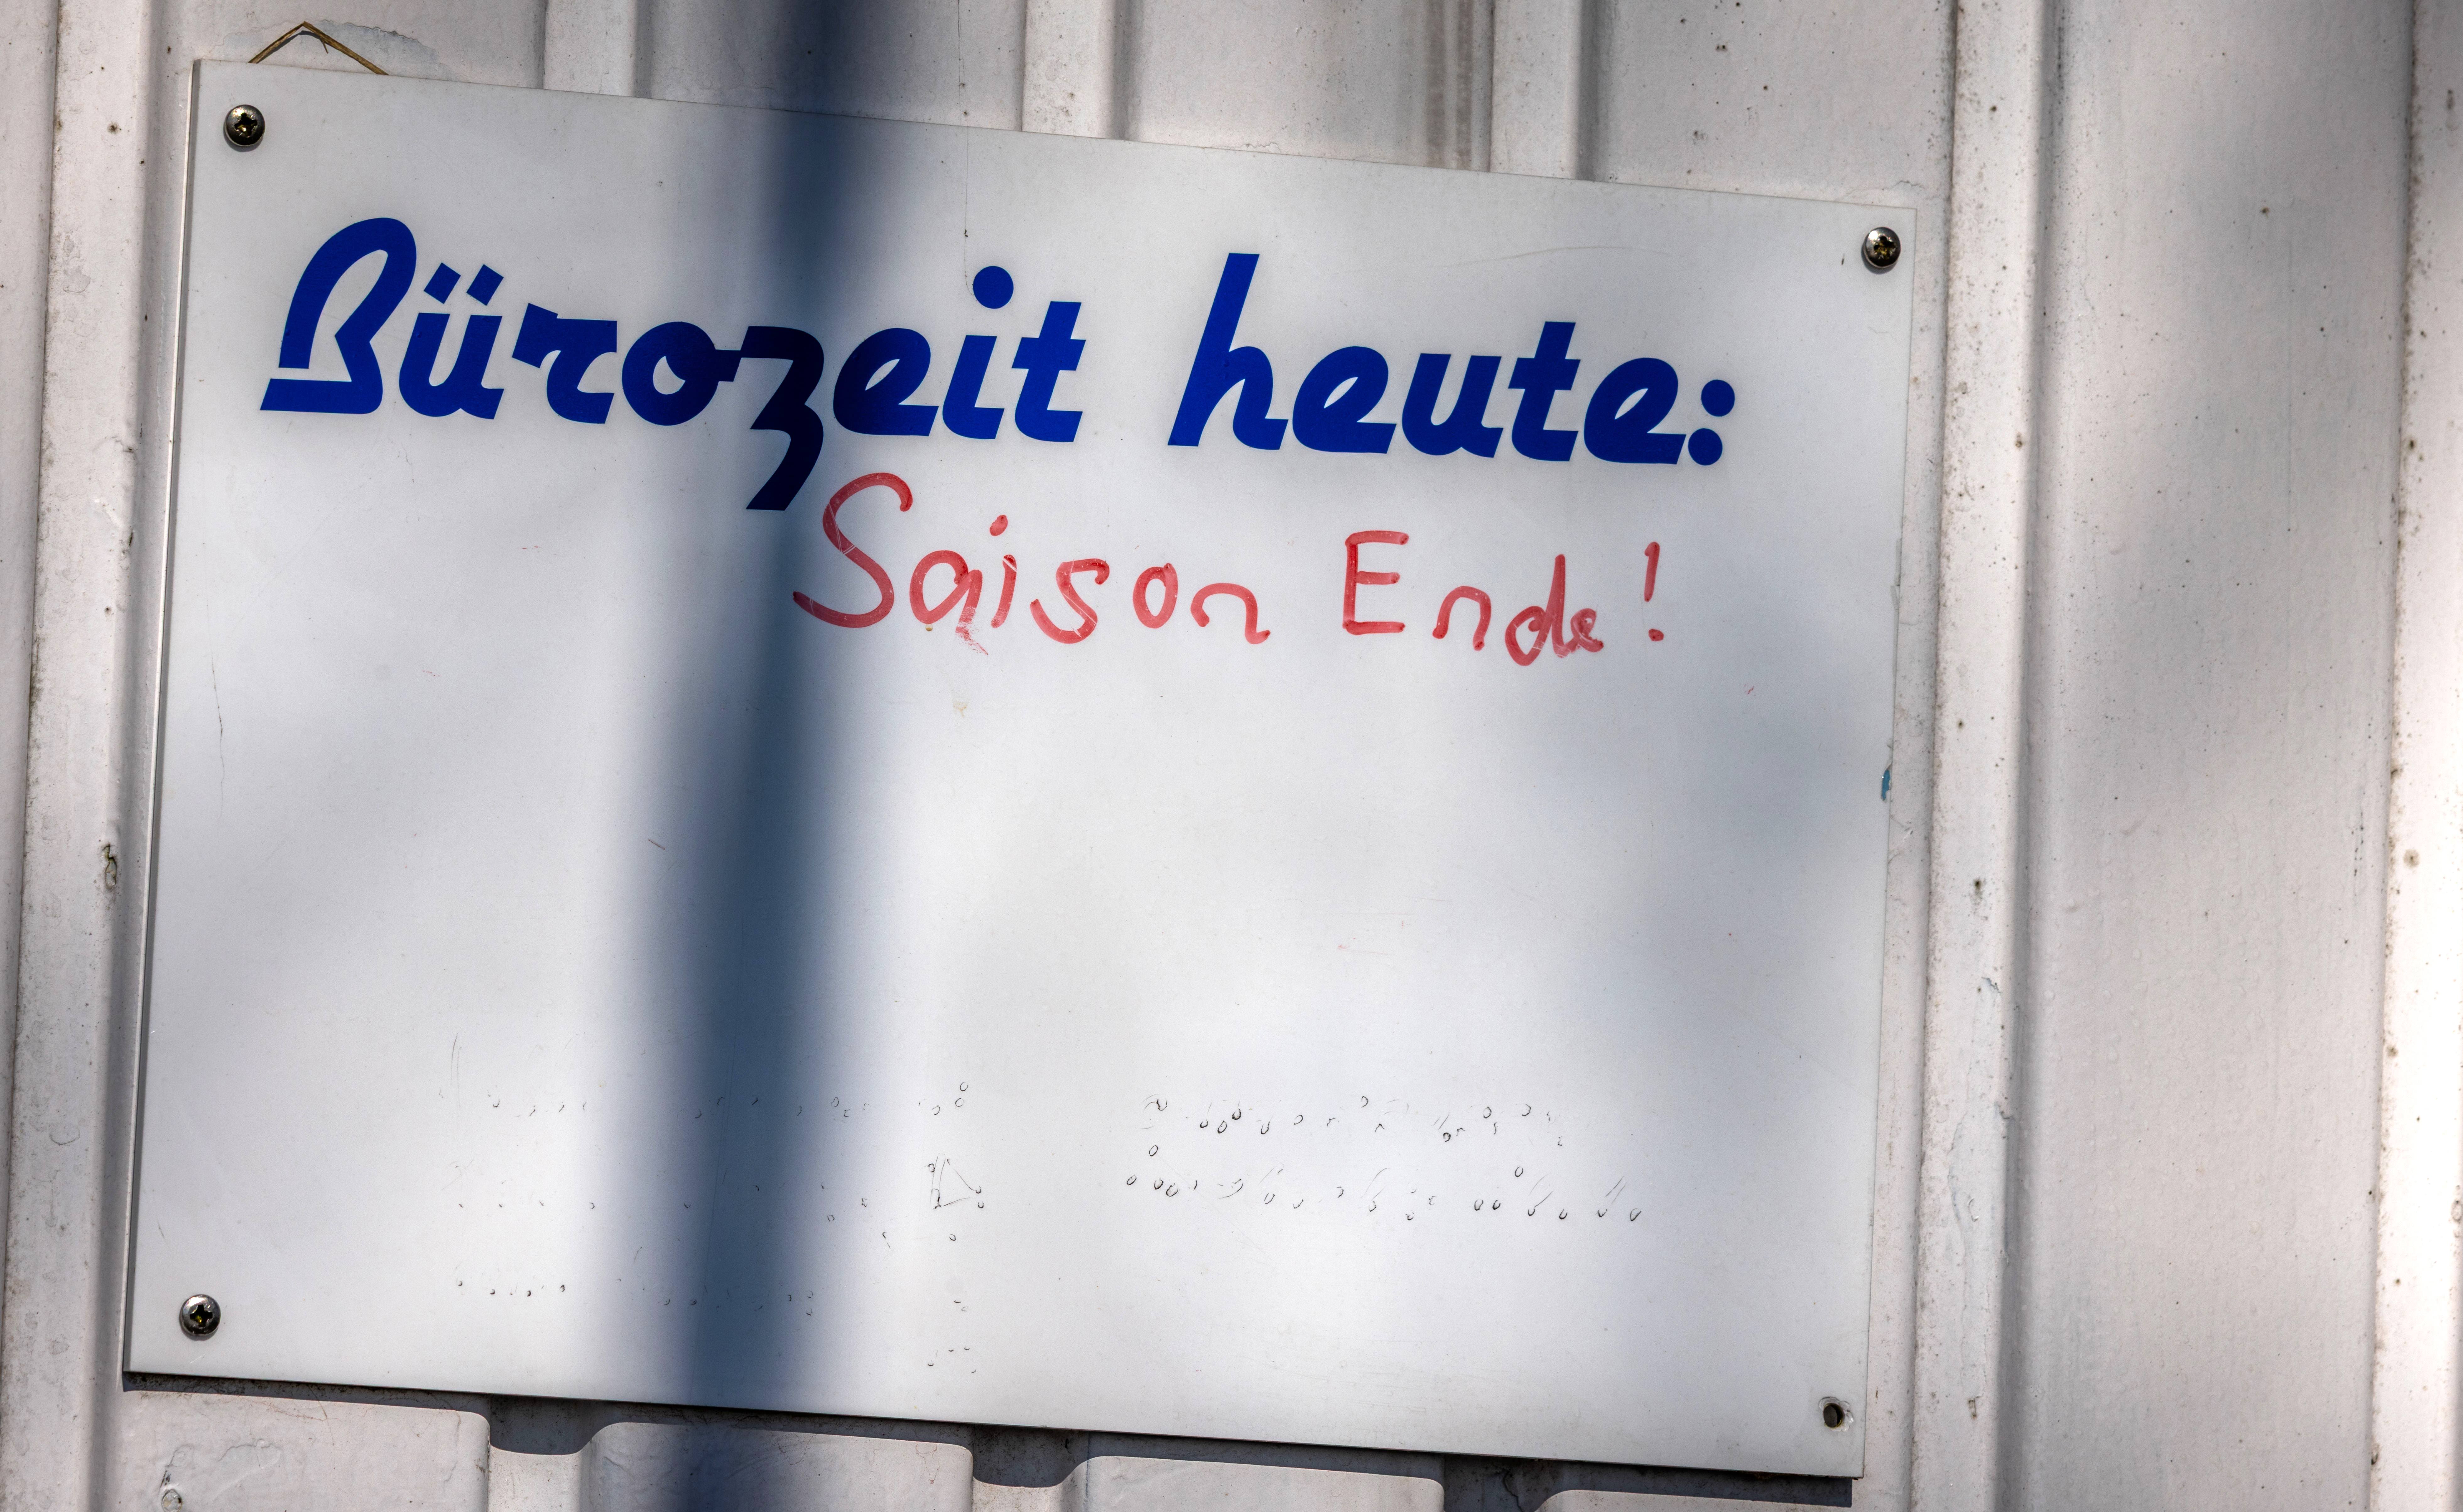 Bürozeit heute:
Saison Ende!